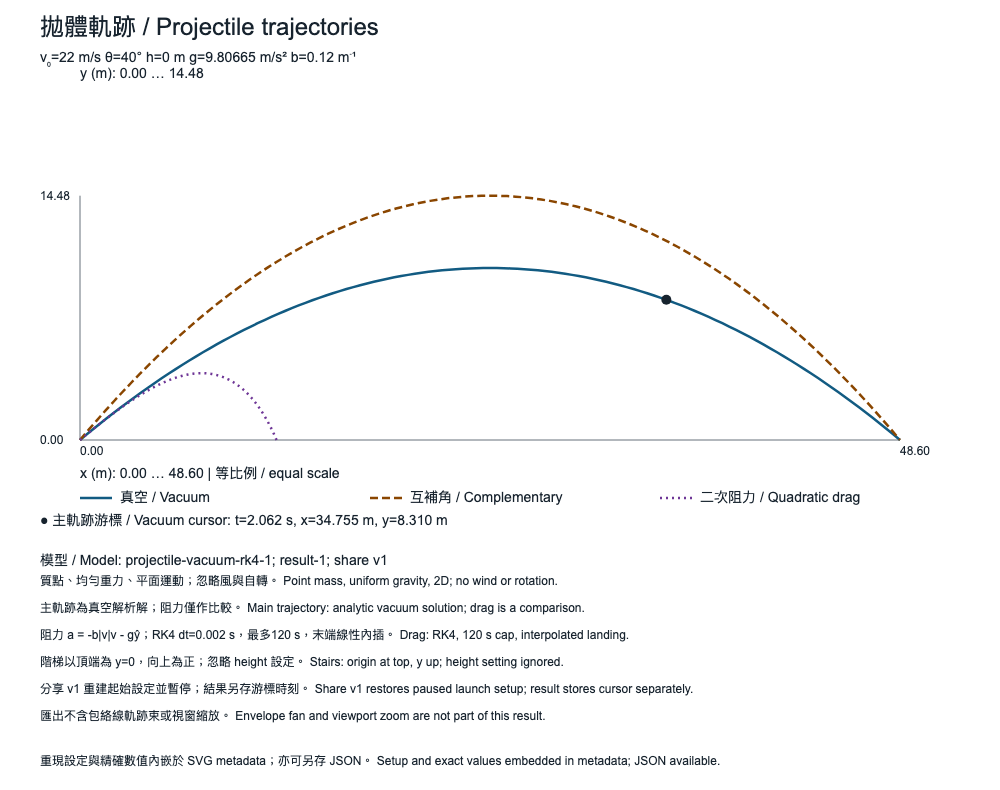 拋體軌跡 / Projectile trajectories
v₀=22 m/s θ=40° h=0 m g=9.80665 m/s² b=0.12 m⁻¹
y (m): 0.00 … 14.48
14.48
0.00
0.00
48.60
x (m): 0.00 … 48.60 | 等比例 / equal scale
真空 / Vacuum
互補角 / Complementary
二次阻力 / Quadratic drag
● 主軌跡游標 / Vacuum cursor: t=2.062 s, x=34.755 m, y=8.310 m
模型 / Model: projectile-vacuum-rk4-1; result-1; share v1
質點、均勻重力、平面運動；忽略風與自轉。 Point mass, uniform gravity, 2D; no wind or rotation.
主軌跡為真空解析解；阻力僅作比較。 Main trajectory: analytic vacuum solution; drag is a comparison.
阻力 a = -b|v|v - gŷ；RK4 dt=0.002 s，最多120 s，末端線性內插。 Drag: RK4, 120 s cap, interpolated landing.
階梯以頂端為 y=0，向上為正；忽略 height 設定。 Stairs: origin at top, y up; height setting ignored.
分享 v1 重建起始設定並暫停；結果另存游標時刻。 Share v1 restores paused launch setup; result stores cursor separately.
匯出不含包絡線軌跡束或視窗縮放。 Envelope fan and viewport zoom are not part of this result.
重現設定與精確數值內嵌於 SVG metadata；亦可另存 JSON。 Setup and exact values embedded in metadata; JSON available.